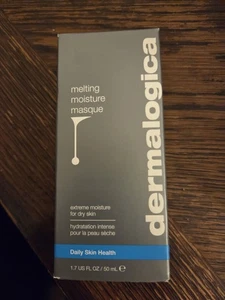 melting
moisture
masque
dermalogica
extreme moisture
for dry skin
hydratation intense
pour la peau sèche
Daily Skin Health
1.7 US FL OZ / 50 mL ℮